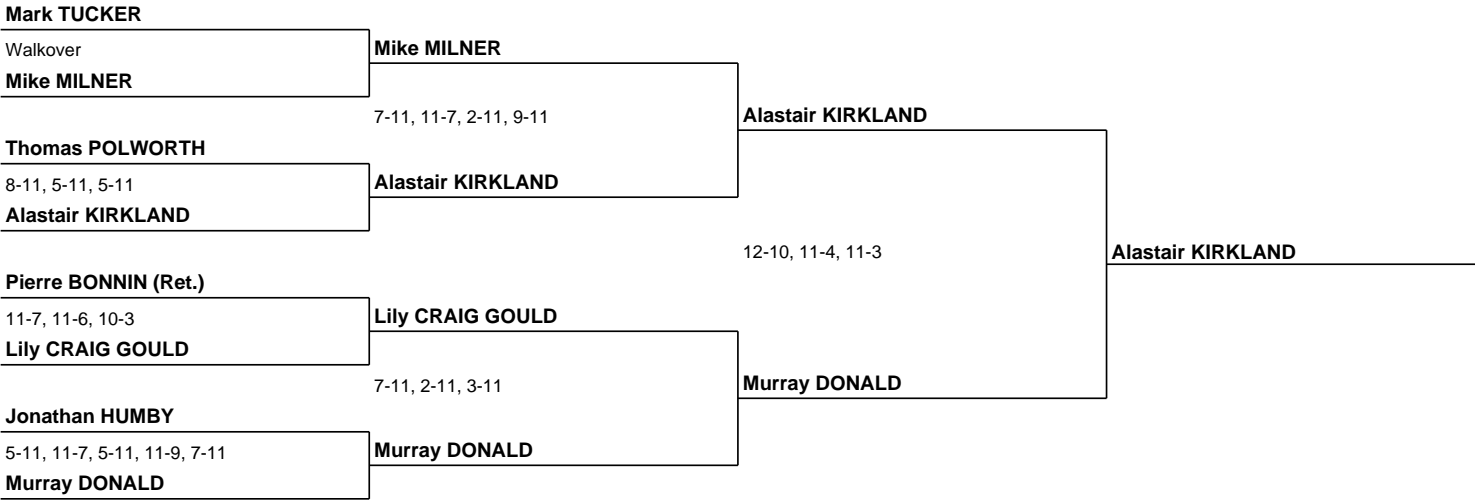 Mark TUCKER
Walkover
Mike MILNER
Mike MILNER
7-11, 11-7, 2-11, 9-11
Alastair KIRKLAND
Thomas POLWORTH
8-11, 5-11, 5-11
Alastair KIRKLAND
Alastair KIRKLAND
12-10, 11-4, 11-3
Alastair KIRKLAND
Pierre BONNIN (Ret.)
11-7, 11-6, 10-3
Lily CRAIG GOULD
Lily CRAIG GOULD
7-11, 2-11, 3-11
Murray DONALD
Jonathan HUMBY
5-11, 11-7, 5-11, 11-9, 7-11
Murray DONALD
Murray DONALD